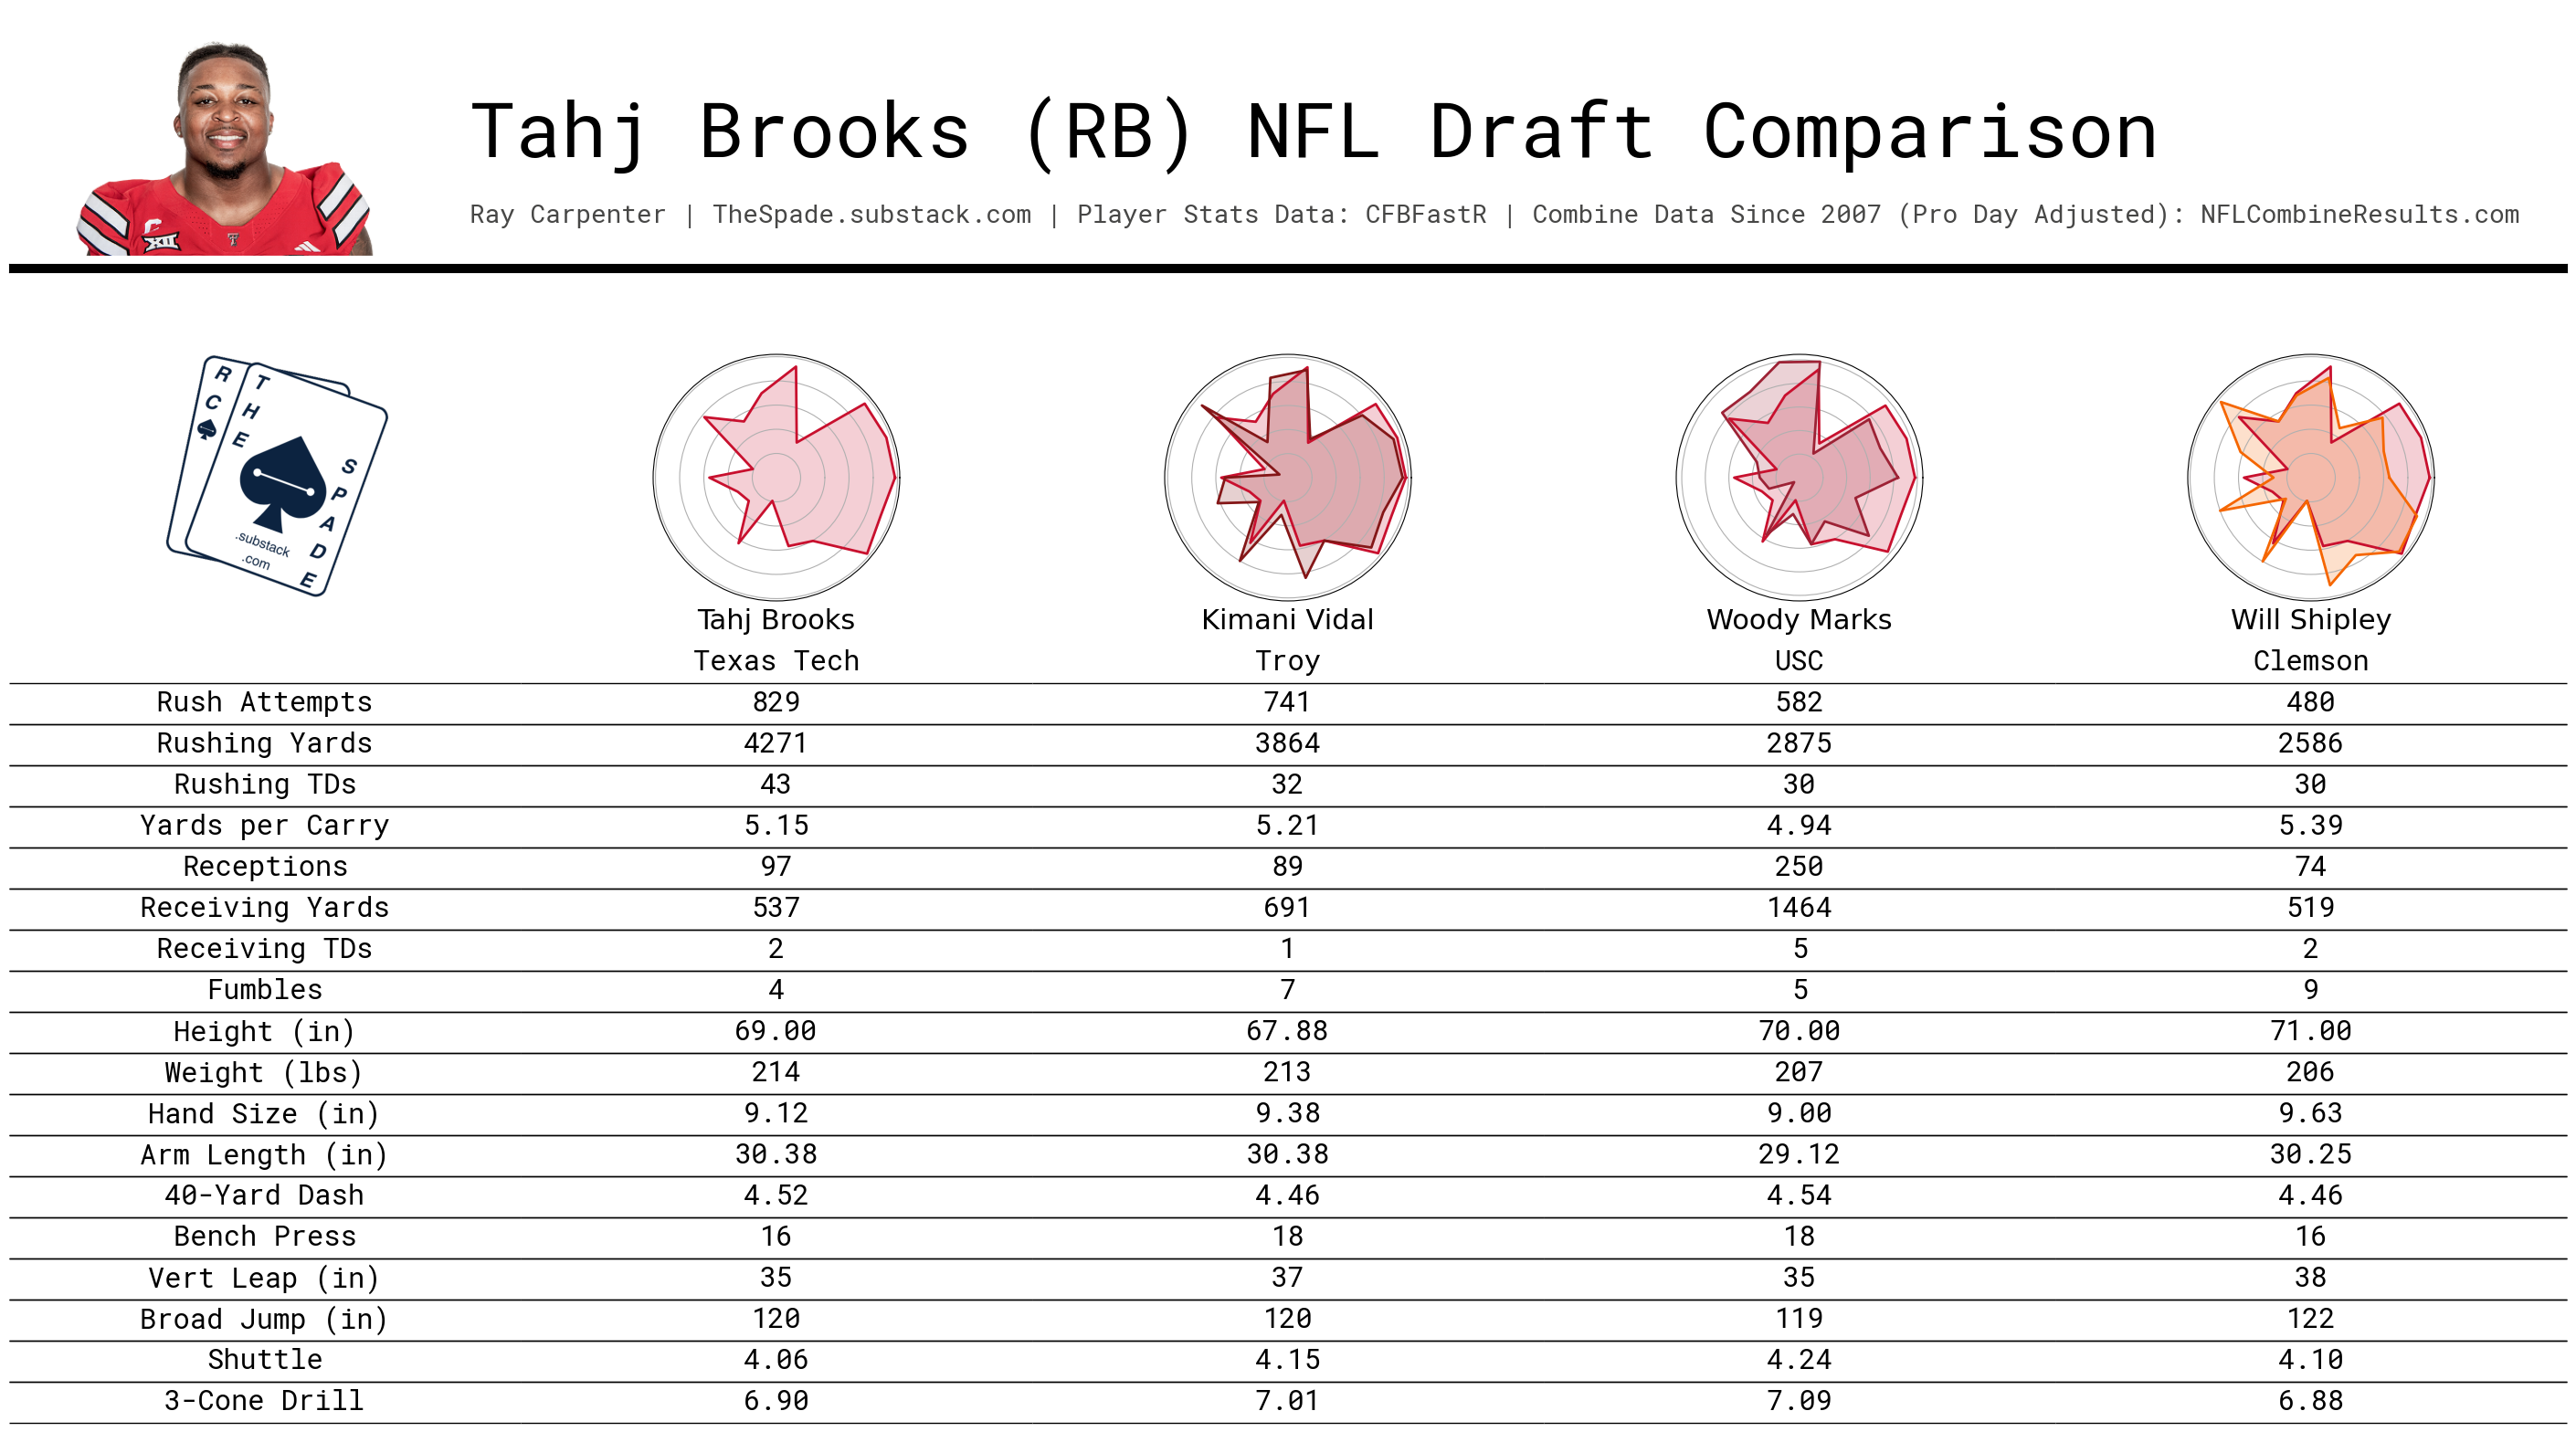 Tahj Brooks (RB) NFL Draft Comparison
Ray Carpenter | TheSpade.substack.com | Player Stats Data: CFBFastR | Combine Data Since 2007 (Pro Day Adjusted): NFLCombineResults.com
XII
T
RC
THE
SPADE
.substack
.com
Tahj Brooks Kimani Vidal Woody Marks Will Shipley
Texas Tech Troy USC Clemson
Rush Attempts 829 741 582 480
Rushing Yards 4271 3864 2875 2586
Rushing TDs 43 32 30 30
Yards per Carry 5.15 5.21 4.94 5.39
Receptions 97 89 250 74
Receiving Yards 537 691 1464 519
Receiving TDs 2 1 5 2
Fumbles 4 7 5 9
Height (in) 69.00 67.88 70.00 71.00
Weight (lbs) 214 213 207 206
Hand Size (in) 9.12 9.38 9.00 9.63
Arm Length (in) 30.38 30.38 29.12 30.25
40-Yard Dash 4.52 4.46 4.54 4.46
Bench Press 16 18 18 16
Vert Leap (in) 35 37 35 38
Broad Jump (in) 120 120 119 122
Shuttle 4.06 4.15 4.24 4.10
3-Cone Drill 6.90 7.01 7.09 6.88